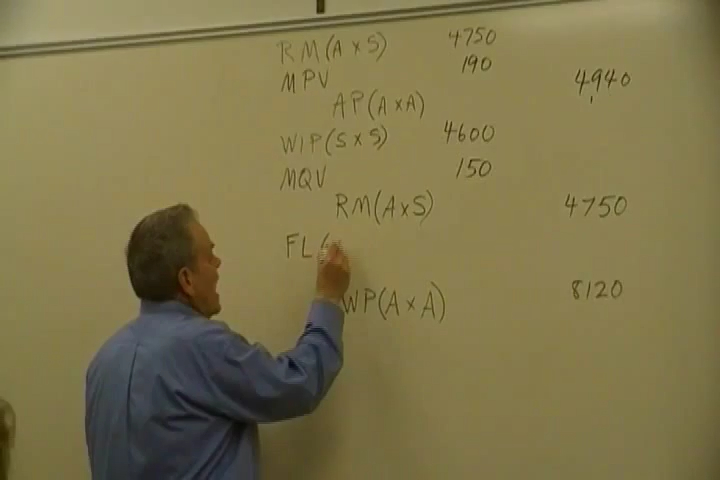 RM(A x S) 4750
MPV 190
AP(A x A) 4940
WIP(S x S) 4600
MQV 150
RM(A x S) 4750
FL (
WP(A x A) 8120